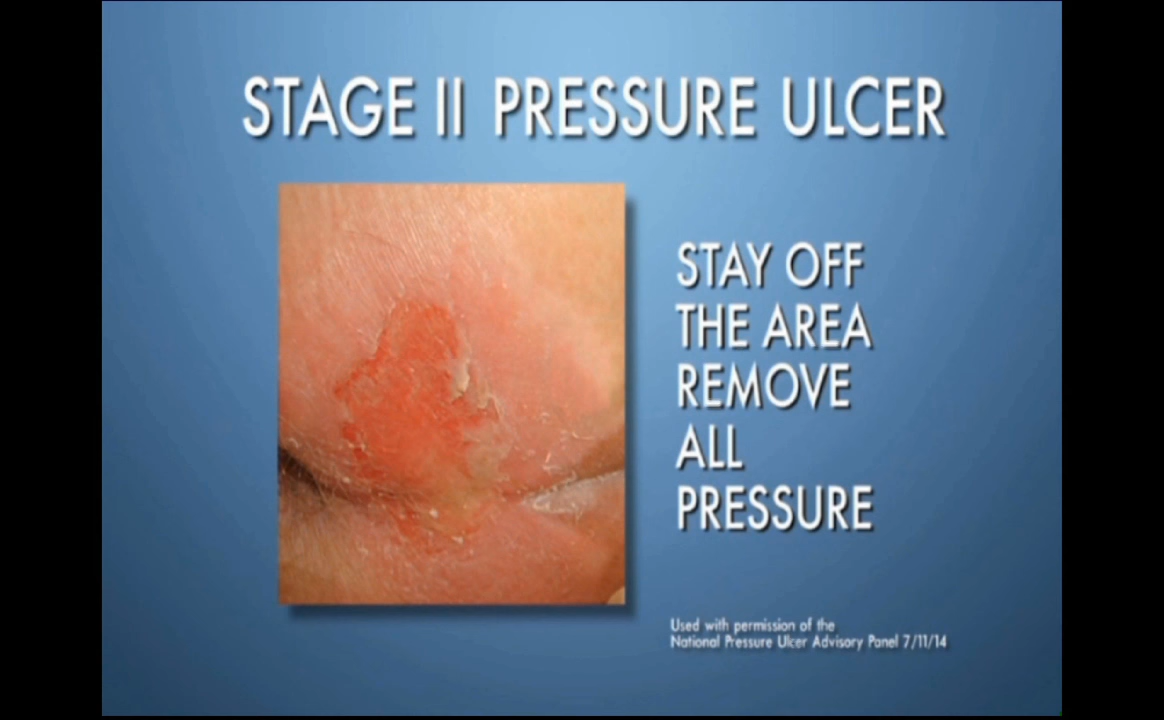 STAGE II PRESSURE ULCER
STAY OFF
THE AREA
REMOVE
ALL
PRESSURE
Used with permission of the
National Pressure Ulcer Advisory Panel 7/11/14